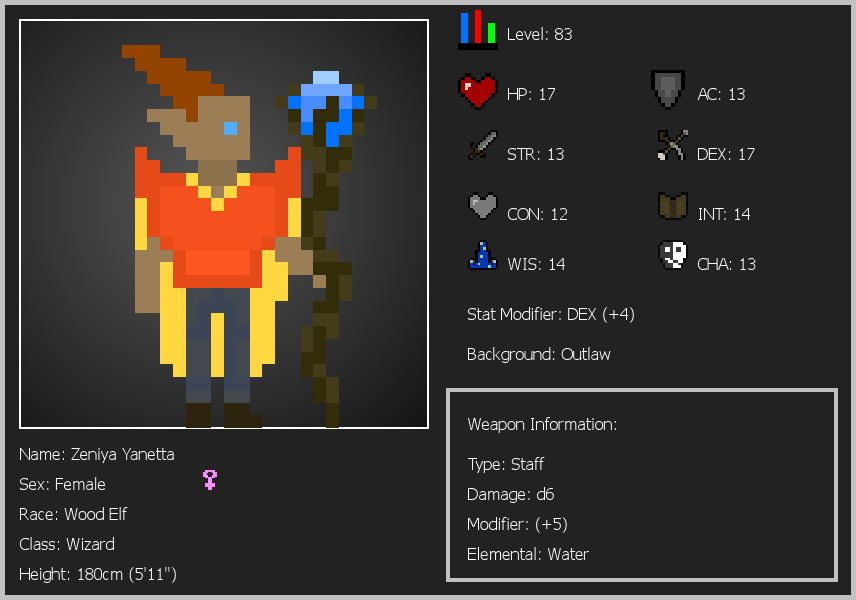 Level: 83
HP: 17
AC: 13
STR: 13
DEX: 17
CON: 12
INT: 14
WIS: 14
CHA: 13
Stat Modifier: DEX (+4)
Background: Outlaw
Weapon Information:
Type: Staff
Damage: d6
Modifier: (+5)
Elemental: Water
Name: Zeniya Yanetta
Sex: Female
Race: Wood Elf
Class: Wizard
Height: 180cm (5'11")